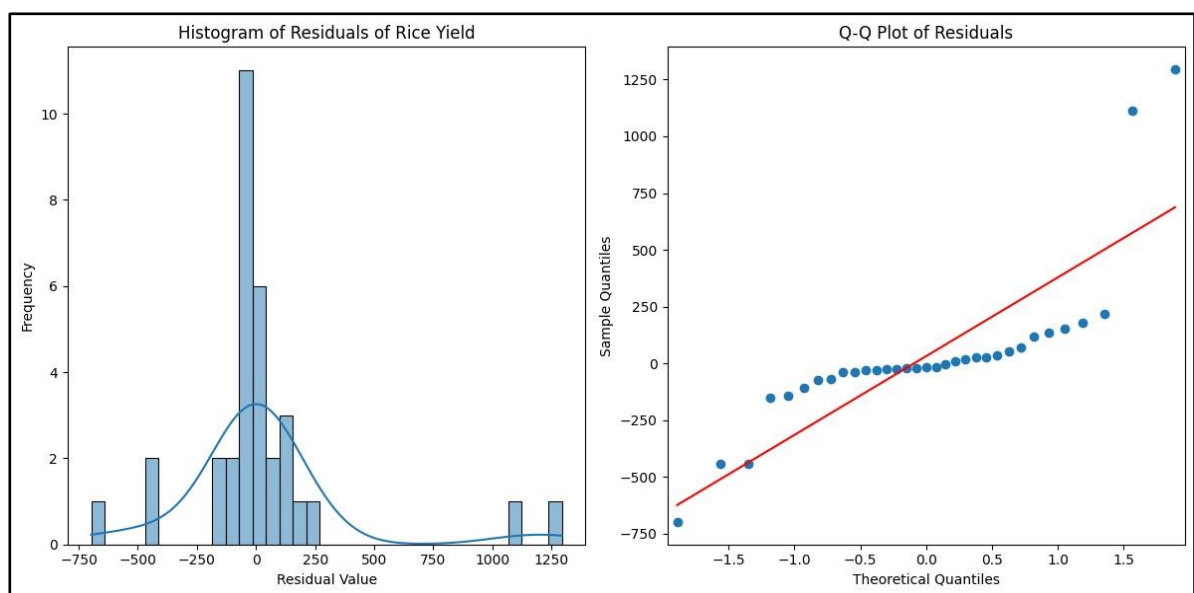 Histogram of Residuals of Rice Yield
Frequency
10
8
6
4
2
0
−750 −500 −250 0 250 500 750 1000 1250
Residual Value
Q-Q Plot of Residuals
Sample Quantiles
1250
1000
750
500
250
0
−250
−500
−750
−1.5 −1.0 −0.5 0.0 0.5 1.0 1.5
Theoretical Quantiles